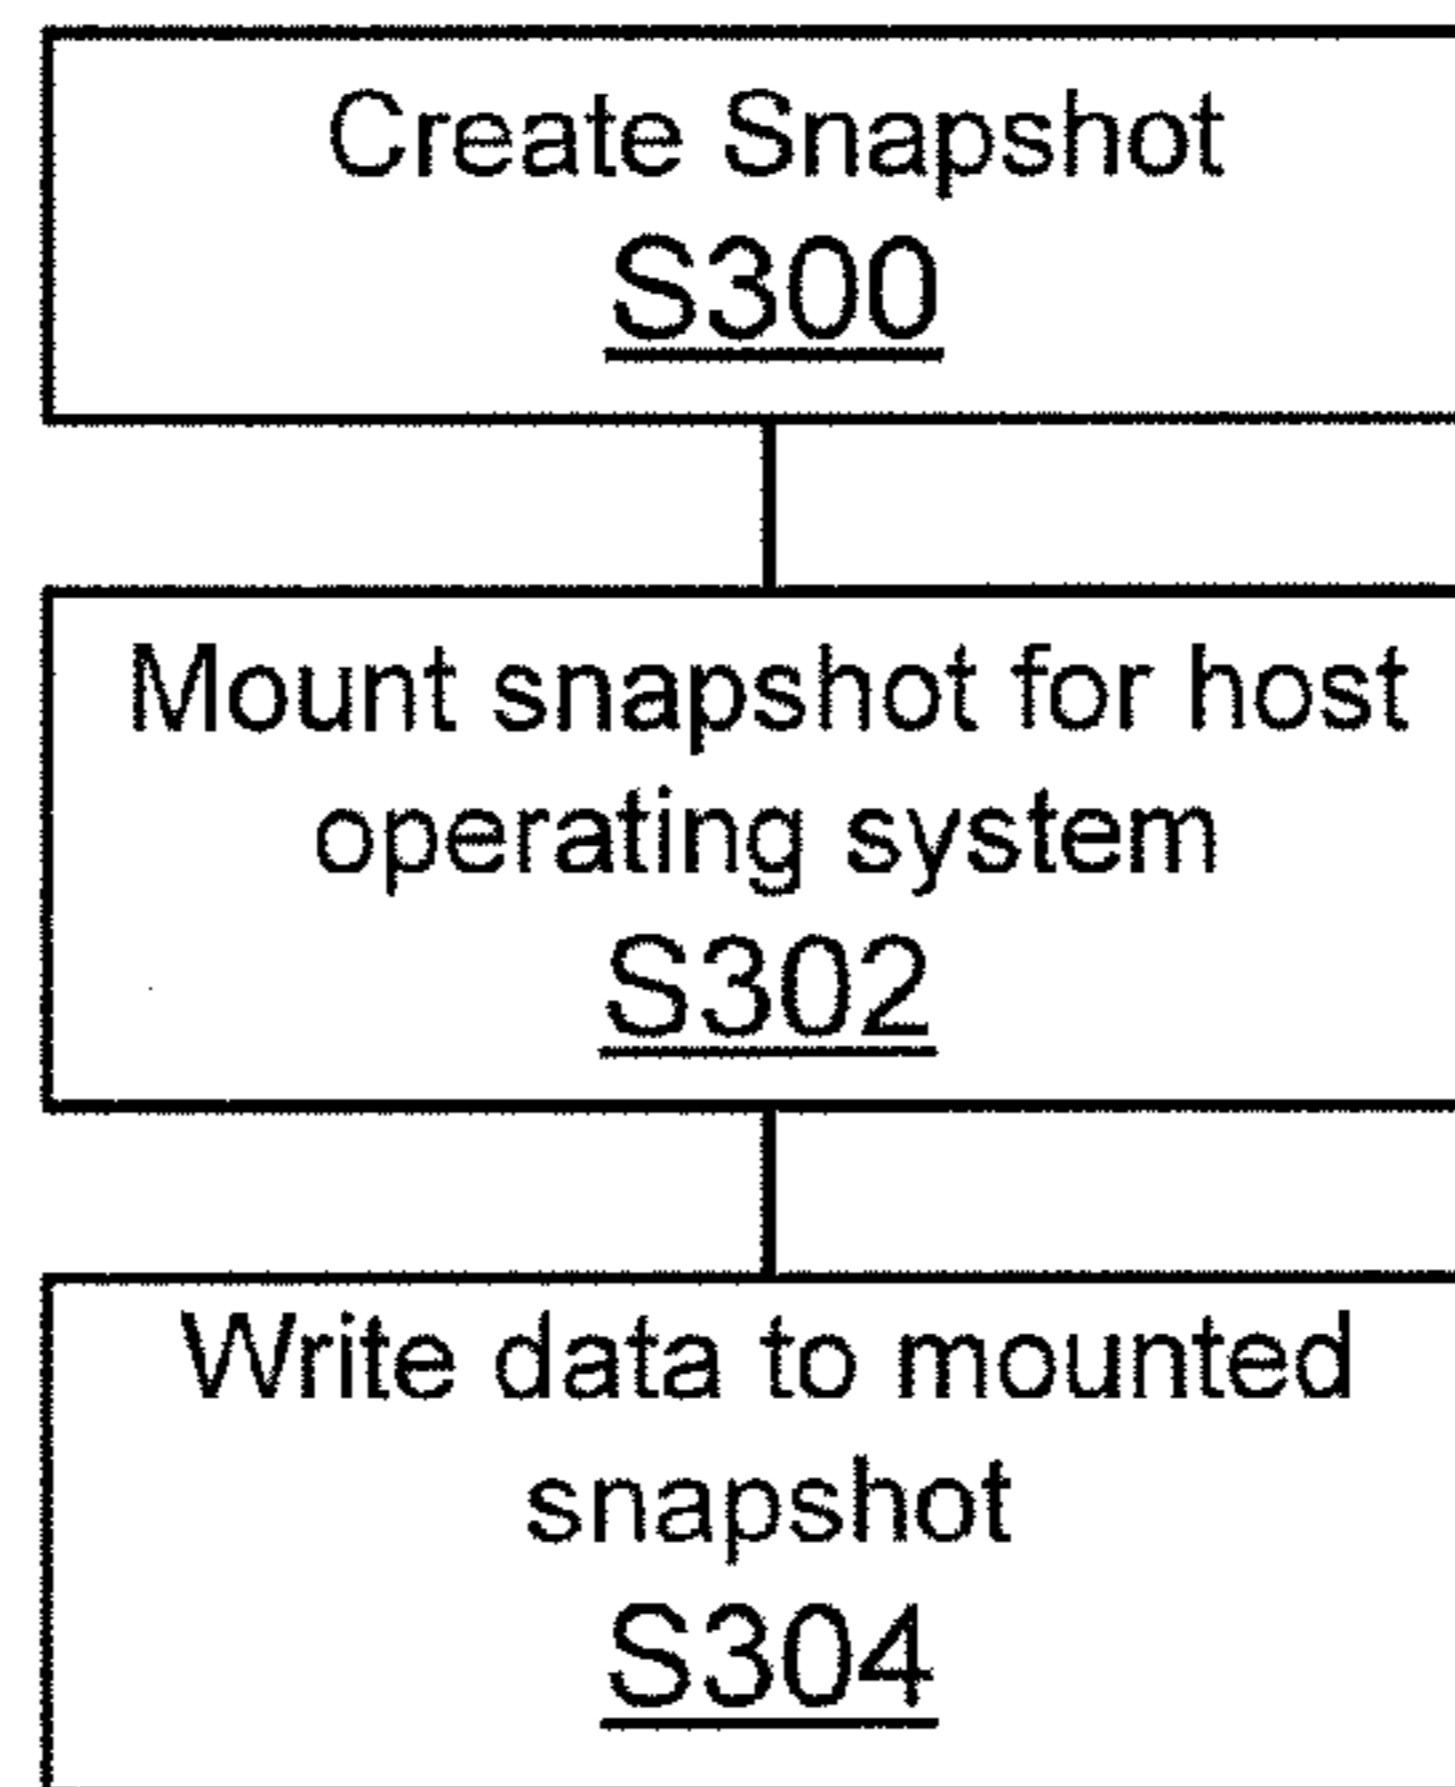 Create Snapshot
S300
Mount snapshot for host
operating system
S302
Write data to mounted
snapshot
S304